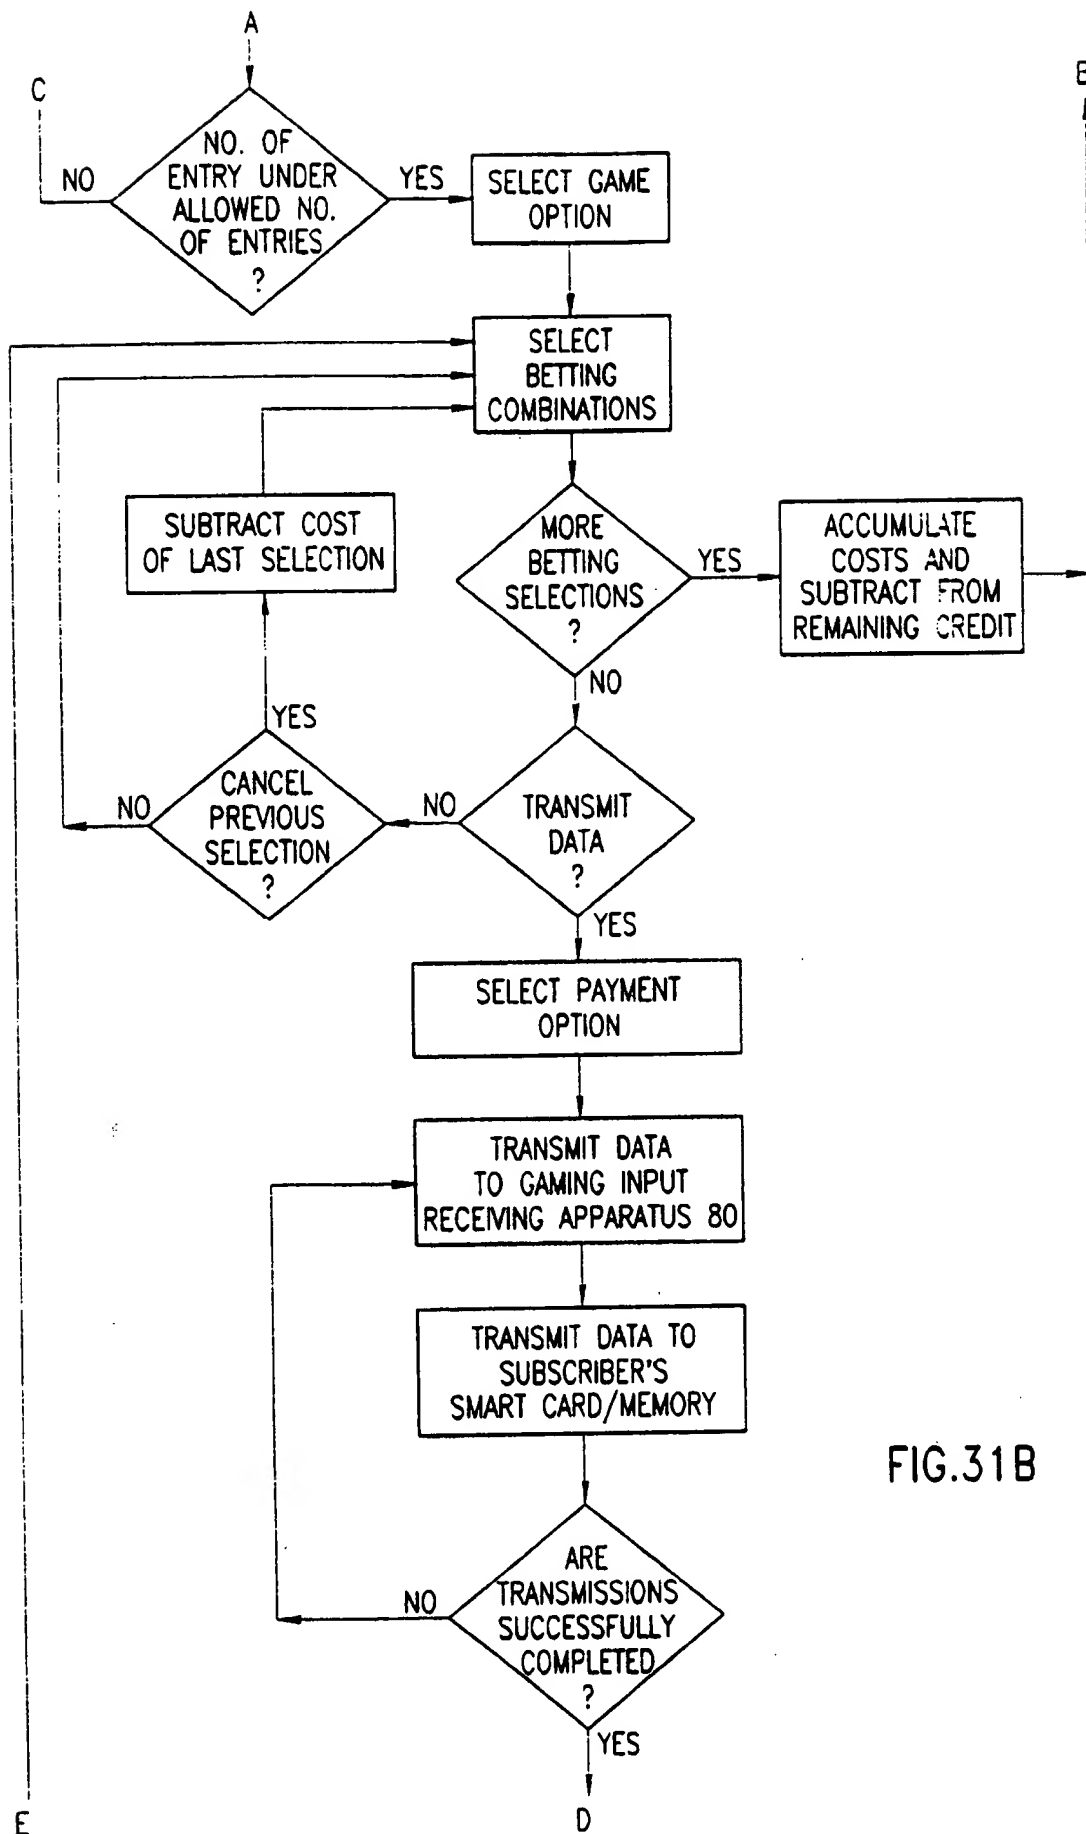 A
C
B
NO. OF
ENTRY UNDER
ALLOWED NO.
OF ENTRIES
?
NO
YES
SELECT GAME
OPTION
SELECT
BETTING
COMBINATIONS
SUBTRACT COST
OF LAST SELECTION
MORE
BETTING
SELECTIONS
?
YES
ACCUMULATE
COSTS AND
SUBTRACT FROM
REMAINING CREDIT
NO
YES
CANCEL
PREVIOUS
SELECTION
?
NO
NO
TRANSMIT
DATA
?
YES
SELECT PAYMENT
OPTION
TRANSMIT DATA
TO GAMING INPUT
RECEIVING APPARATUS 80
TRANSMIT DATA TO
SUBSCRIBER'S
SMART CARD/MEMORY
FIG.31B
ARE
TRANSMISSIONS
SUCCESSFULLY
COMPLETED
?
NO
YES
E
D